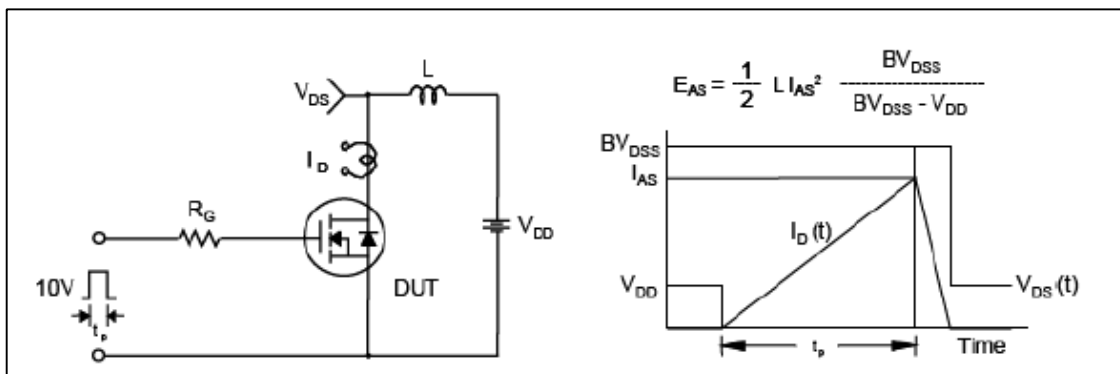 L
V_DS
I_D
R_G
V_DD
10V
DUT
t_p
E_AS = 1/2 L I_AS² BV_DSS / BV_DSS - V_DD
BV_DSS
I_AS
I_D (t)
V_DD
V_DS (t)
t_p
Time